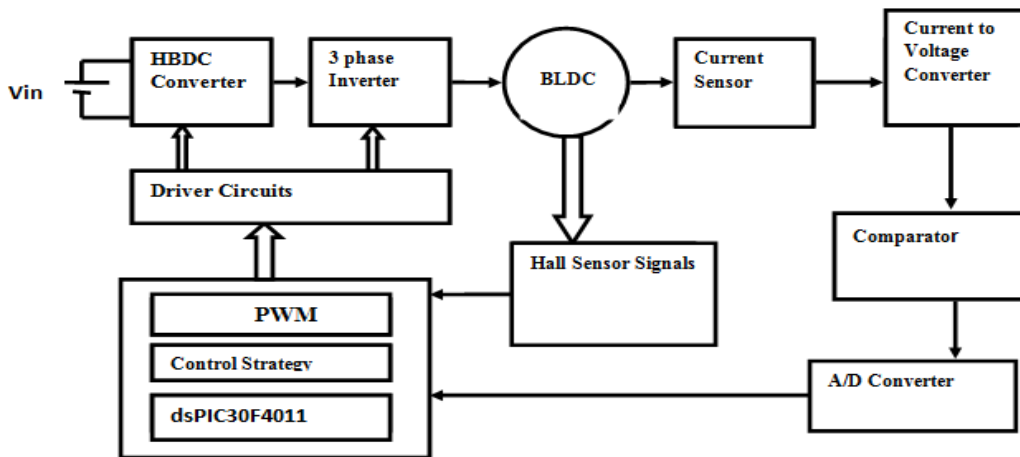 Vin
HBDC
Converter
3 phase
Inverter
BLDC
Current
Sensor
Current to
Voltage
Converter
Driver Circuits
Hall Sensor Signals
Comparator
PWM
Control Strategy
dsPIC30F4011
A/D Converter